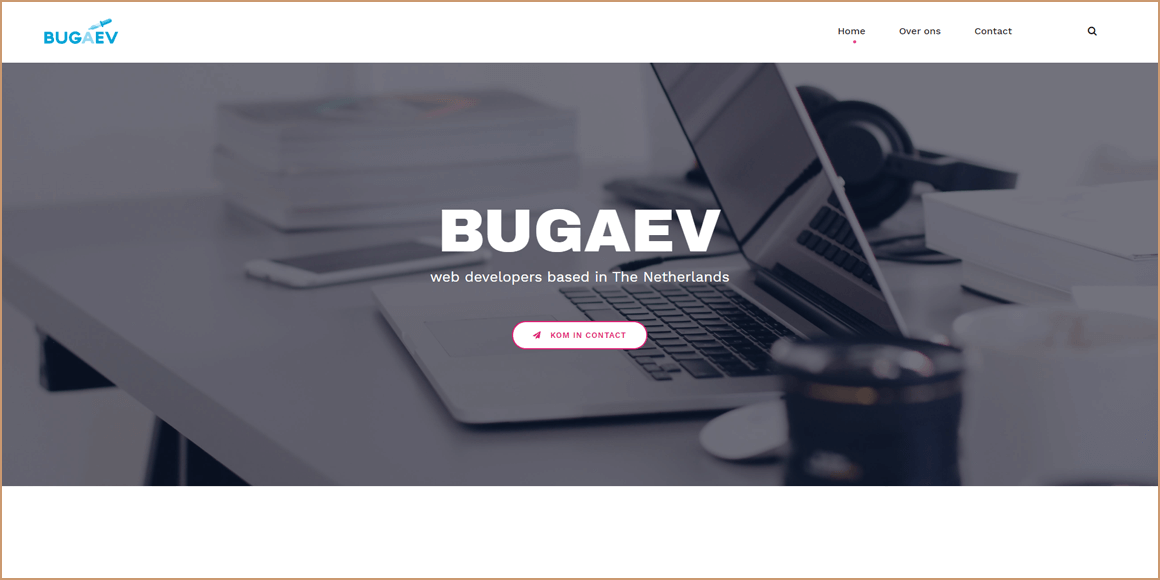 BUGAEV
Home Over ons Contact
BUGAEV
web developers based in The Netherlands
KOM IN CONTACT